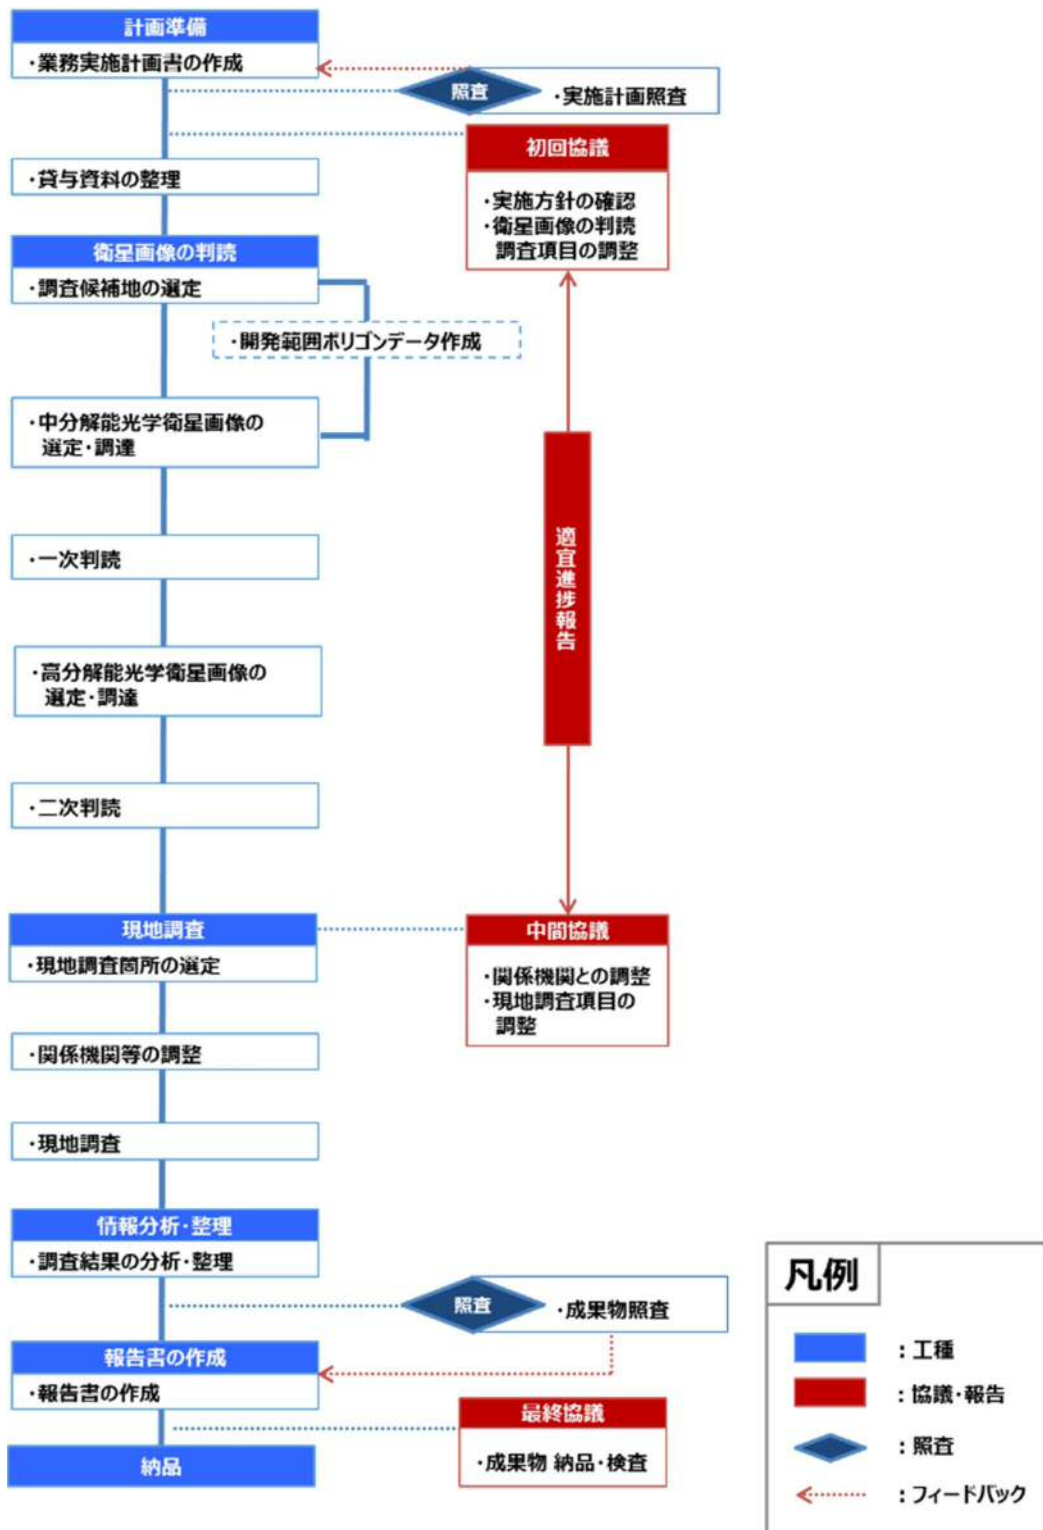 計画準備
・業務実施計画書の作成
照査
・実施計画照査
初回協議
・実施方針の確認
・衛星画像の判読
調査項目の調整
・貸与資料の整理
衛星画像の判読
・調査候補地の選定
・開発範囲ポリゴンデータ作成
・中分解能光学衛星画像の
選定・調達
適宜進捗報告
・一次判読
・高分解能光学衛星画像の
選定・調達
・二次判読
現地調査
・現地調査箇所の選定
中間協議
・関係機関との調整
・現地調査項目の
調整
・関係機関等の調整
・現地調査
情報分析・整理
・調査結果の分析・整理
照査
・成果物照査
報告書の作成
・報告書の作成
最終協議
・成果物 納品・検査
納品
凡例
：工種
：協議・報告
：照査
：フィードバック